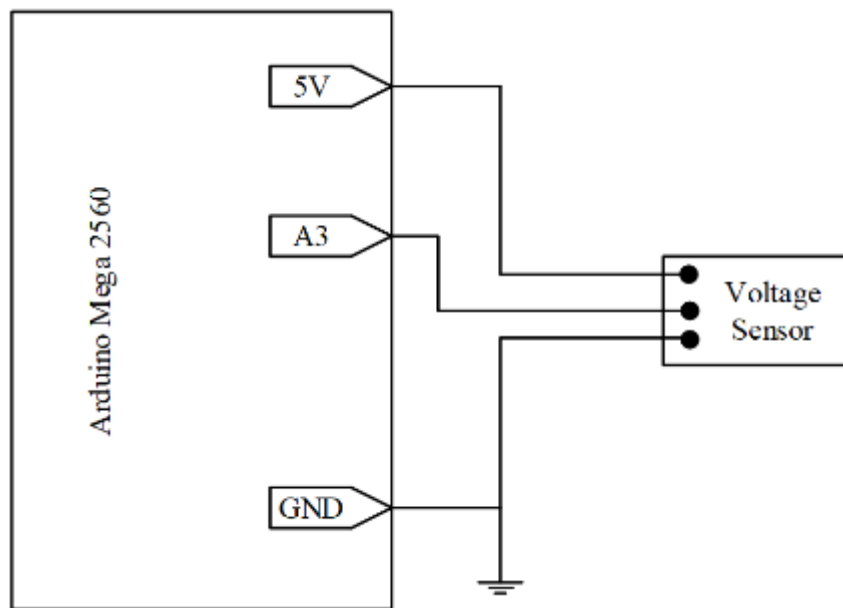 5V
A3
Arduino Mega 2560
GND
Voltage
Sensor